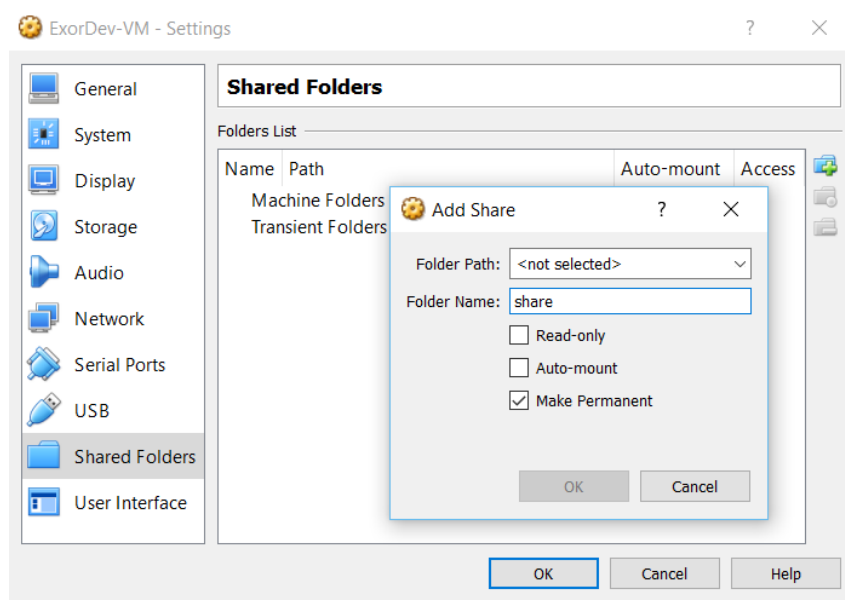 ExorDev-VM - Settings
?
General
System
Display
Storage
Audio
Network
Serial Ports
USB
Shared Folders
User Interface
Shared Folders
Folders List
Name Path Auto-mount Access
Machine Folders
Transient Folders
Add Share ?
Folder Path: <not selected>
Folder Name: share
Read-only
Auto-mount
Make Permanent
OK Cancel
OK Cancel Help